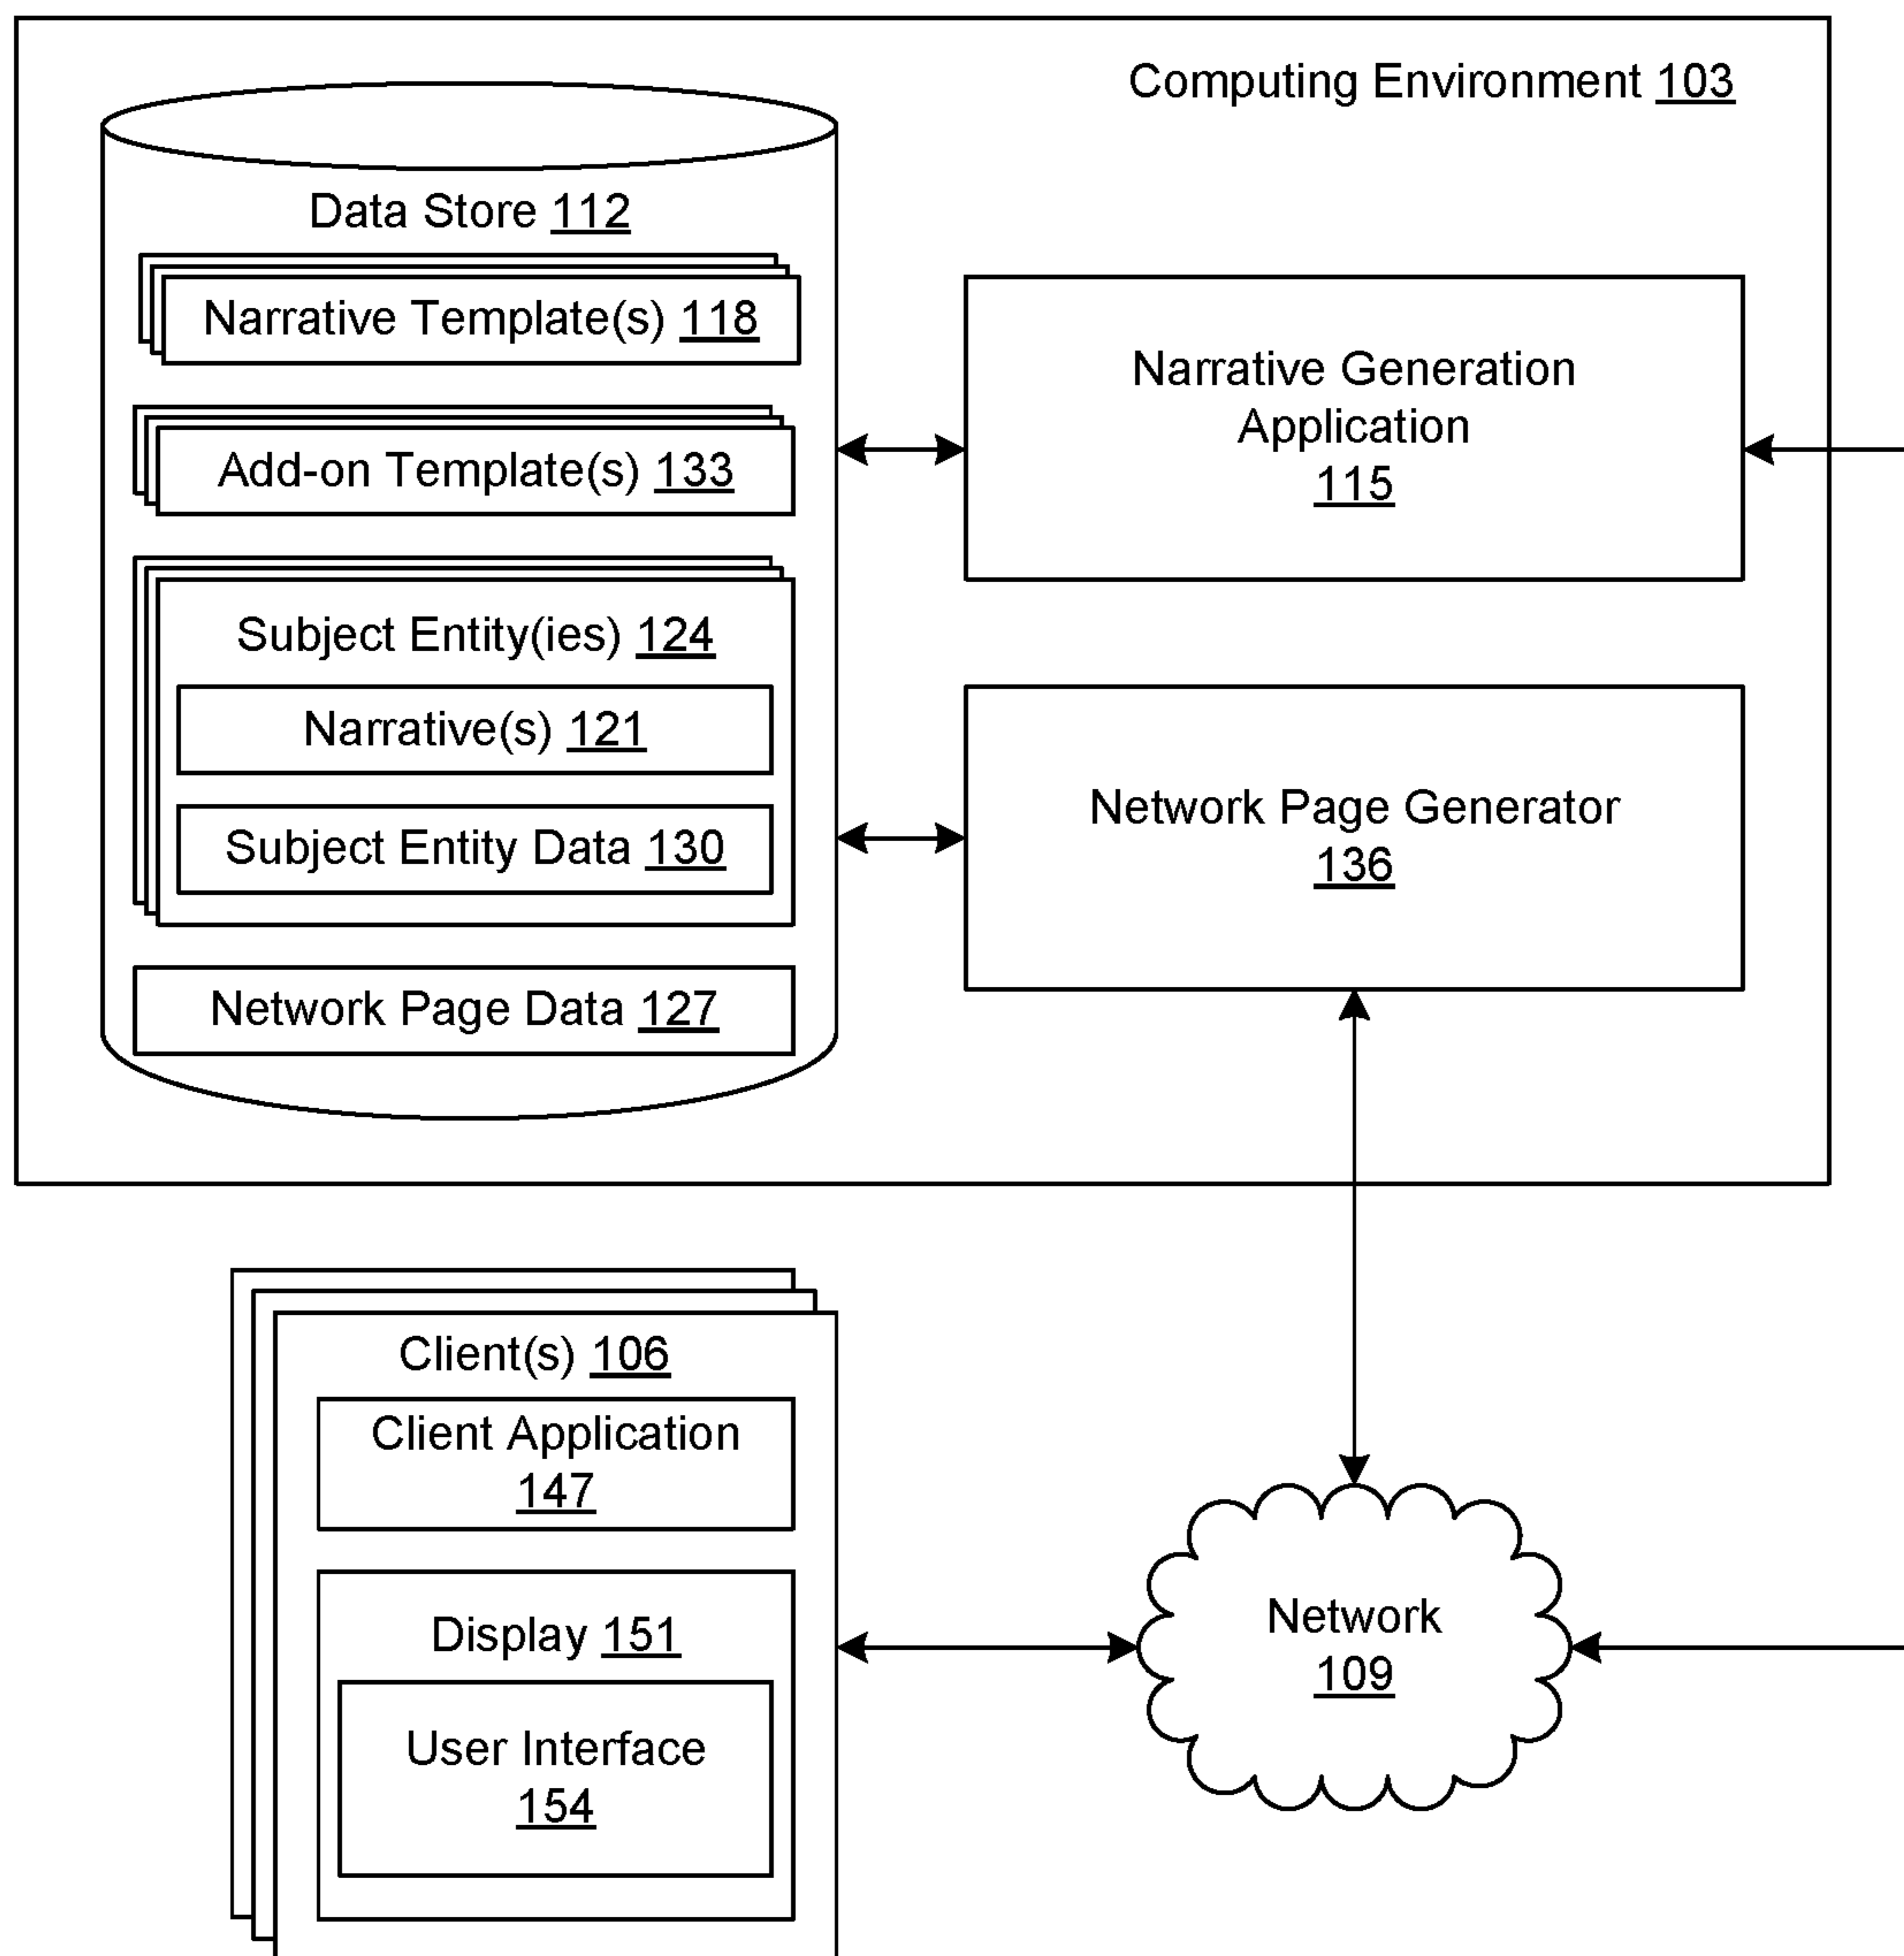 Computing Environment 103
Data Store 112
Narrative Template(s) 118
Add-on Template(s) 133
Subject Entity(ies) 124
Narrative(s) 121
Subject Entity Data 130
Network Page Data 127
Narrative Generation
Application
115
Network Page Generator
136
Client(s) 106
Client Application
147
Display 151
User Interface
154
Network
109